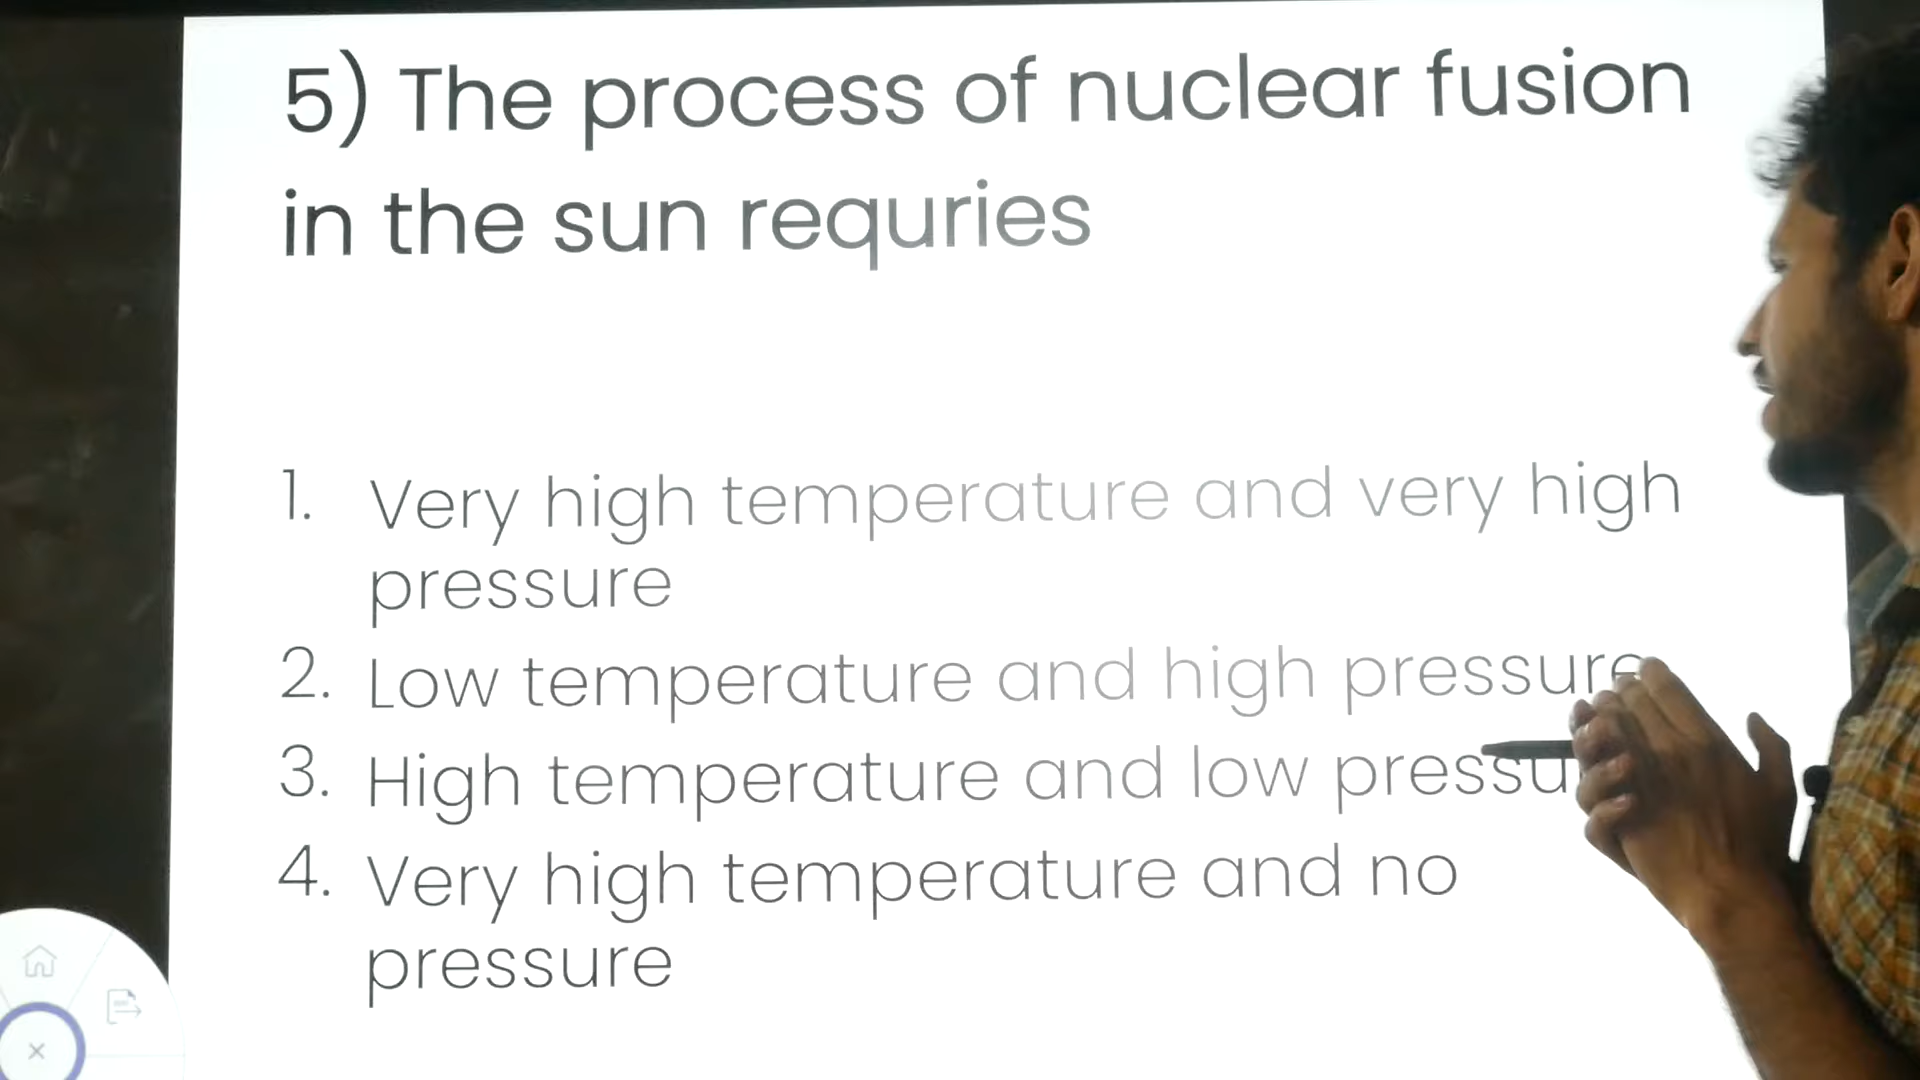 5) The process of nuclear fusion
in the sun requries
1. Very high temperature and very high
pressure
2. Low temperature and high pressure
3. High temperature and low
4. Very high temperature and no
pressure